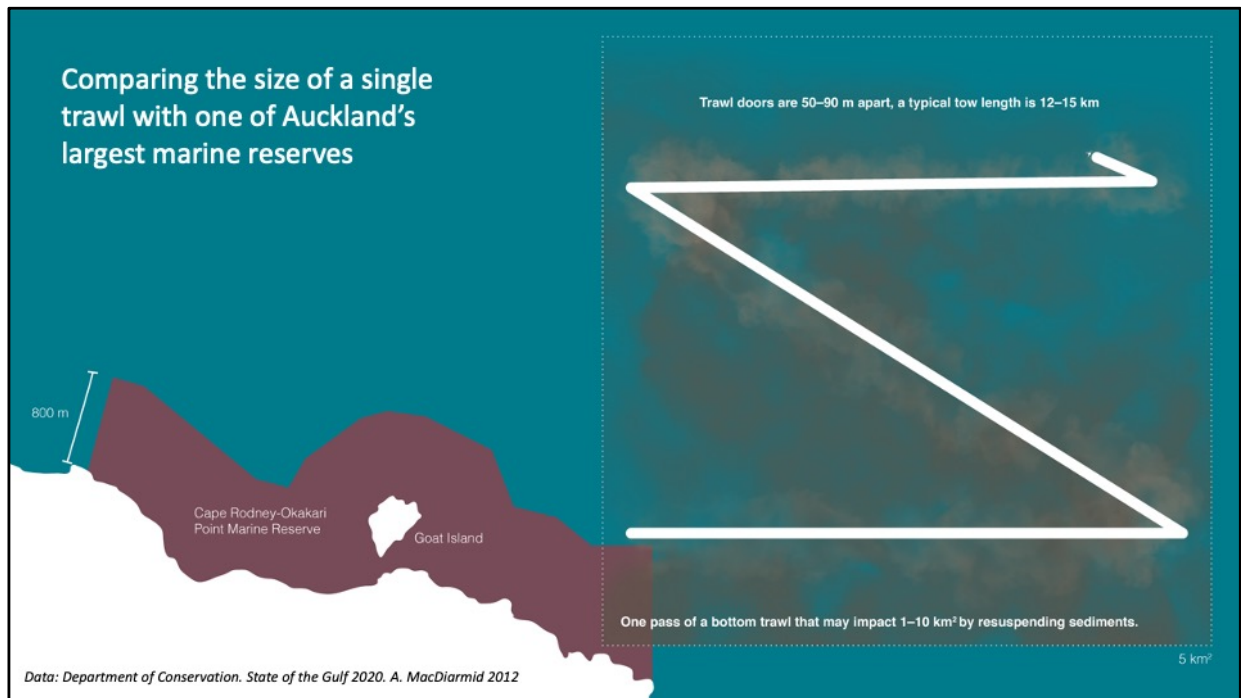 Comparing the size of a single
trawl with one of Auckland's
largest marine reserves
Trawl doors are 50–90 m apart, a typical tow length is 12–15 km
800 m
Cape Rodney-Okakari
Point Marine Reserve
Goat Island
One pass of a bottom trawl that may impact 1–10 km² by resuspending sediments.
5 km²
Data: Department of Conservation. State of the Gulf 2020. A. MacDiarmid 2012